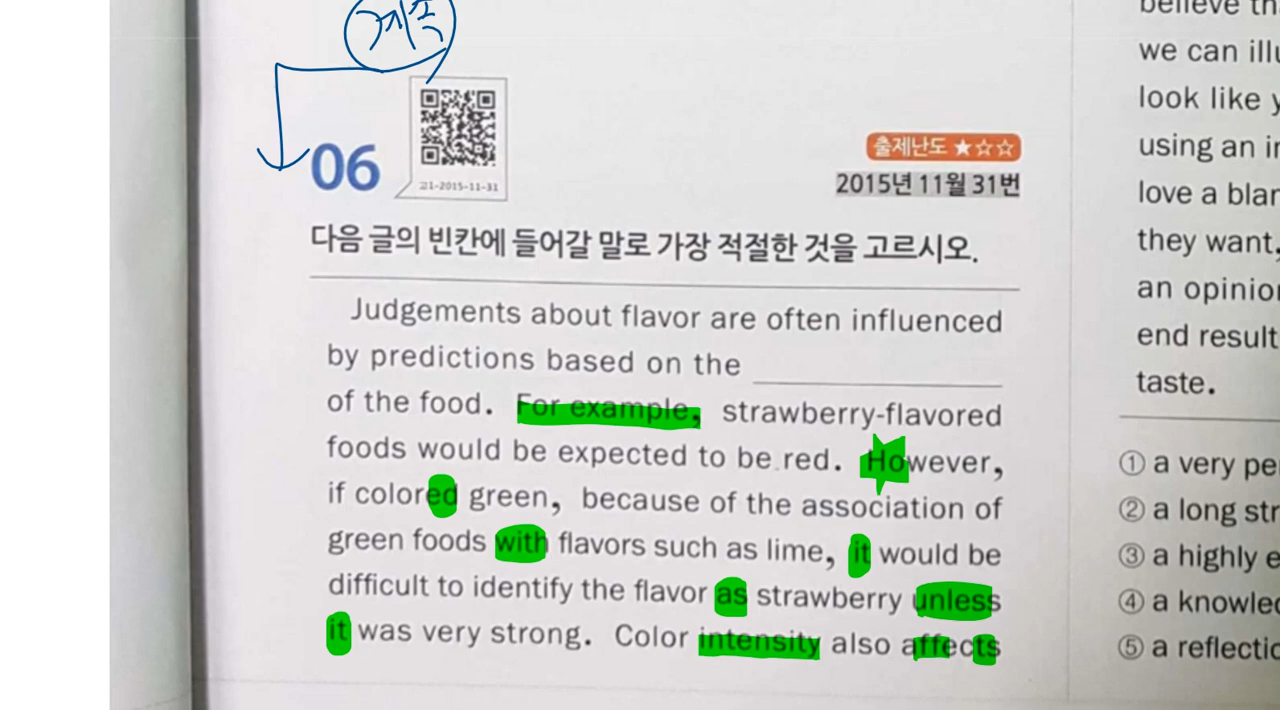 계속
06
고1-2015-11-31
출제난도 ★☆☆
2015년 11월 31번
다음 글의 빈칸에 들어갈 말로 가장 적절한 것을 고르시오.
Judgements about flavor are often influenced
by predictions based on the
of the food. For example, strawberry-flavored
foods would be expected to be red. However,
if colored green, because of the association of
green foods with flavors such as lime, it would be
difficult to identify the flavor as strawberry unless
it was very strong. Color intensity also affects
we can illu
look like y
using an in
love a blan
they want,
an opinion
end result
taste.
① a very pe
② a long str
③ a highly e
④ a knowled
⑤ a reflectio